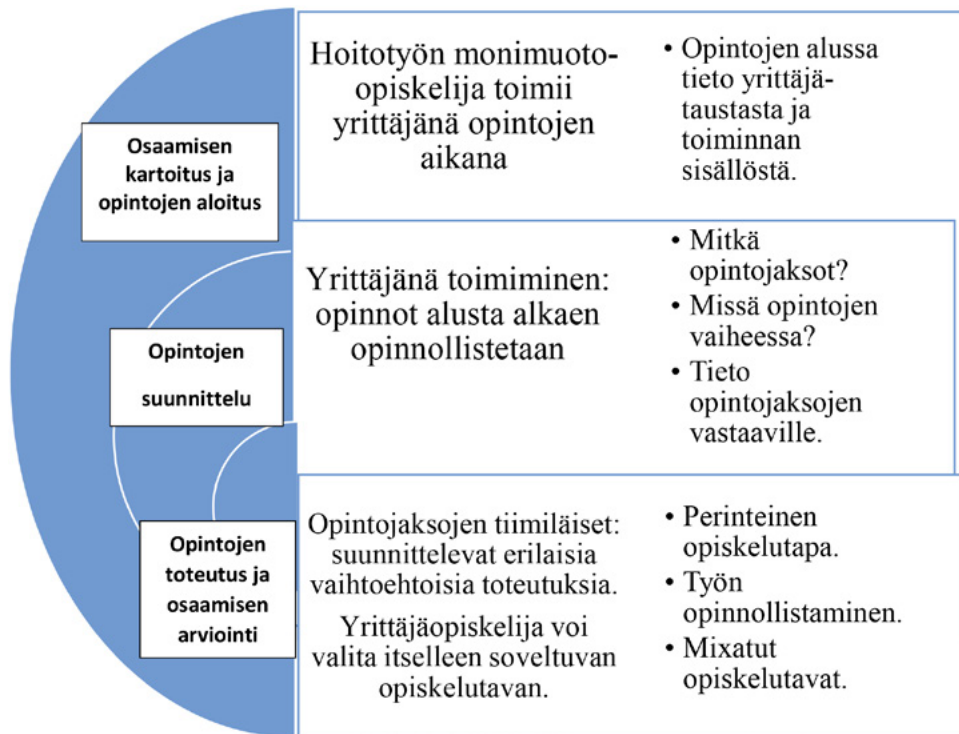 Osaamisen
kartoitus ja
opintojen aloitus
Hoitotyön monimuoto-
opiskelija toimii
yrittäjänä opintojen
aikana
• Opintojen alussa
tieto yrittäjä-
taustasta ja
toiminnan
sisällöstä.
Opintojen
suunnittelu
Yrittäjänä toimiminen:
opinnot alusta alkaen
opinnollistetaan
• Mitkä
opintojaksot?
• Missä opintojen
vaiheessa?
• Tieto
opintojaksojen
vastaaville.
Opintojen
toteutus ja
osaamisen
arviointi
Opintojaksojen tiimiläiset:
suunnittelevat erilaisia
vaihtoehtoisia toteutuksia.
Yrittäjäopiskelija voi
valita itselleen soveltuvan
opiskelutavan.
• Perinteinen
opiskelutapa.
• Työn
opinnollistaminen.
• Mixatut
opiskelutavat.